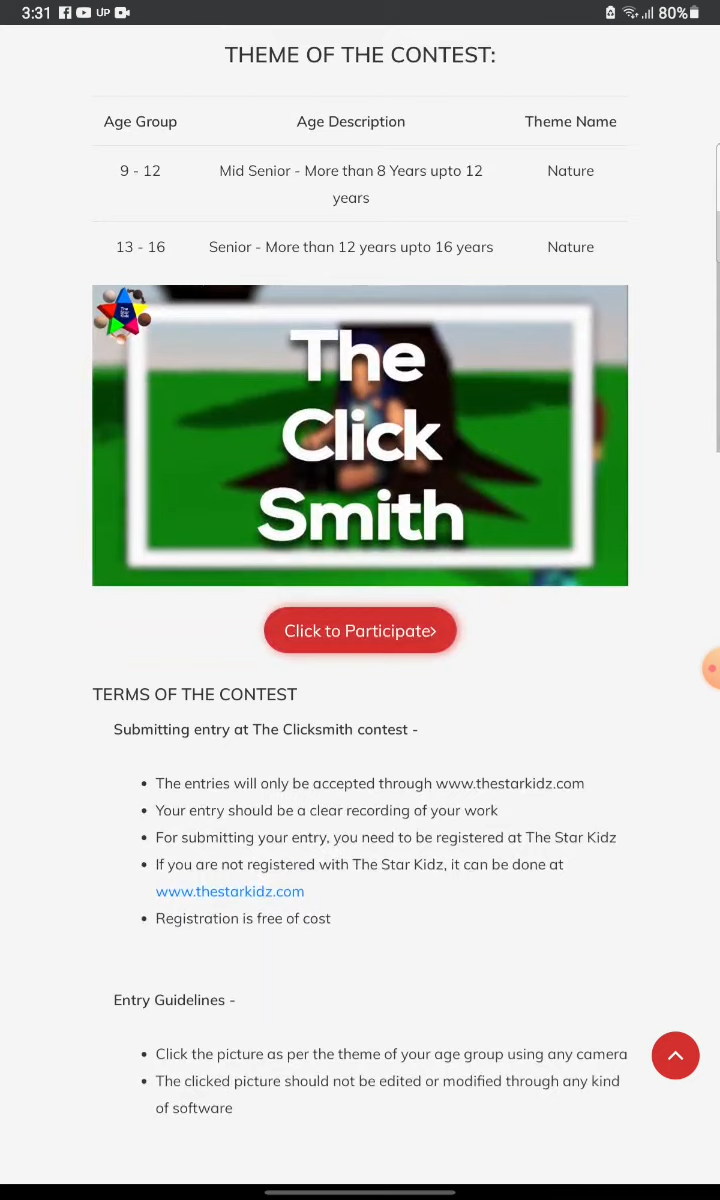 3:31 UP 80%
THEME OF THE CONTEST:
Age Group Age Description Theme Name
9 - 12 Mid Senior - More than 8 Years upto 12 Nature
years
13 - 16 Senior - More than 12 years upto 16 years Nature
The
Click
Smith
Click to Participate>
TERMS OF THE CONTEST
Submitting entry at The Clicksmith contest -
• The entries will only be accepted through www.thestarkidz.com
• Your entry should be a clear recording of your work
• For submitting your entry, you need to be registered at The Star Kidz
• If you are not registered with The Star Kidz, it can be done at
www.thestarkidz.com
• Registration is free of cost
Entry Guidelines -
• Click the picture as per the theme of your age group using any camera
• The clicked picture should not be edited or modified through any kind
of software